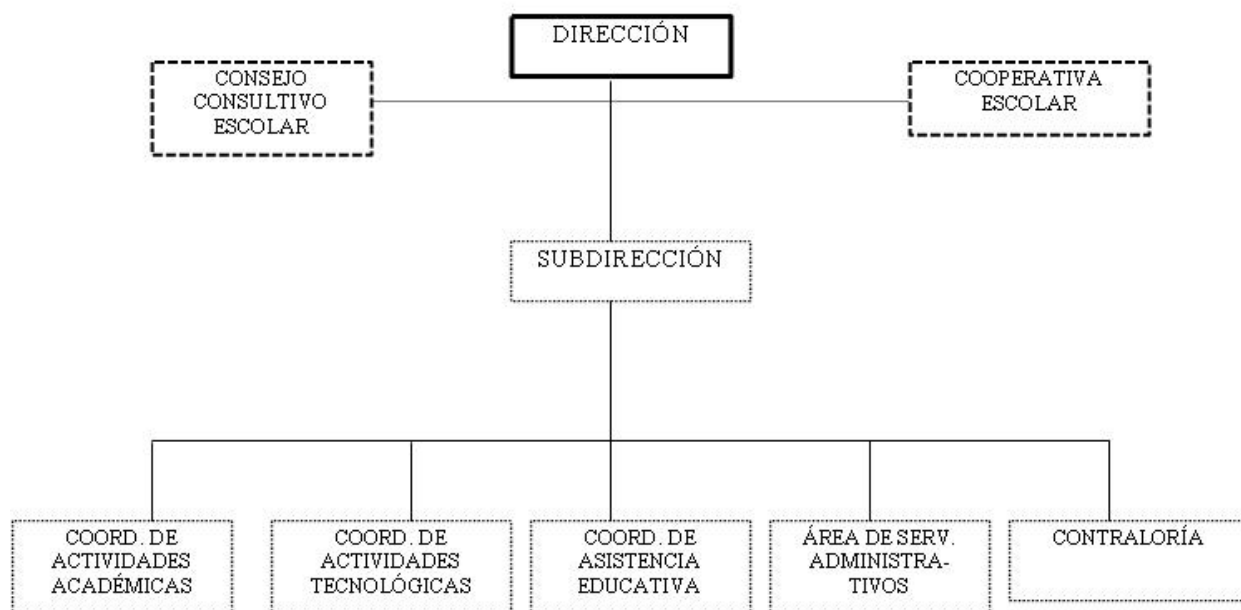 DIRECCIÓN
CONSEJO
CONSULTIVO
ESCOLAR
COOPERATIVA
ESCOLAR
SUBDIRECCIÓN
COORD. DE
ACTIVIDADES
ACADÉMICAS
COORD. DE
ACTIVIDADES
TECNOLÓGICAS
COORD. DE
ASISTENCIA
EDUCATIVA
ÁREA DE SERV.
ADMINISTRA-
TIVOS
CONTRALORÍA